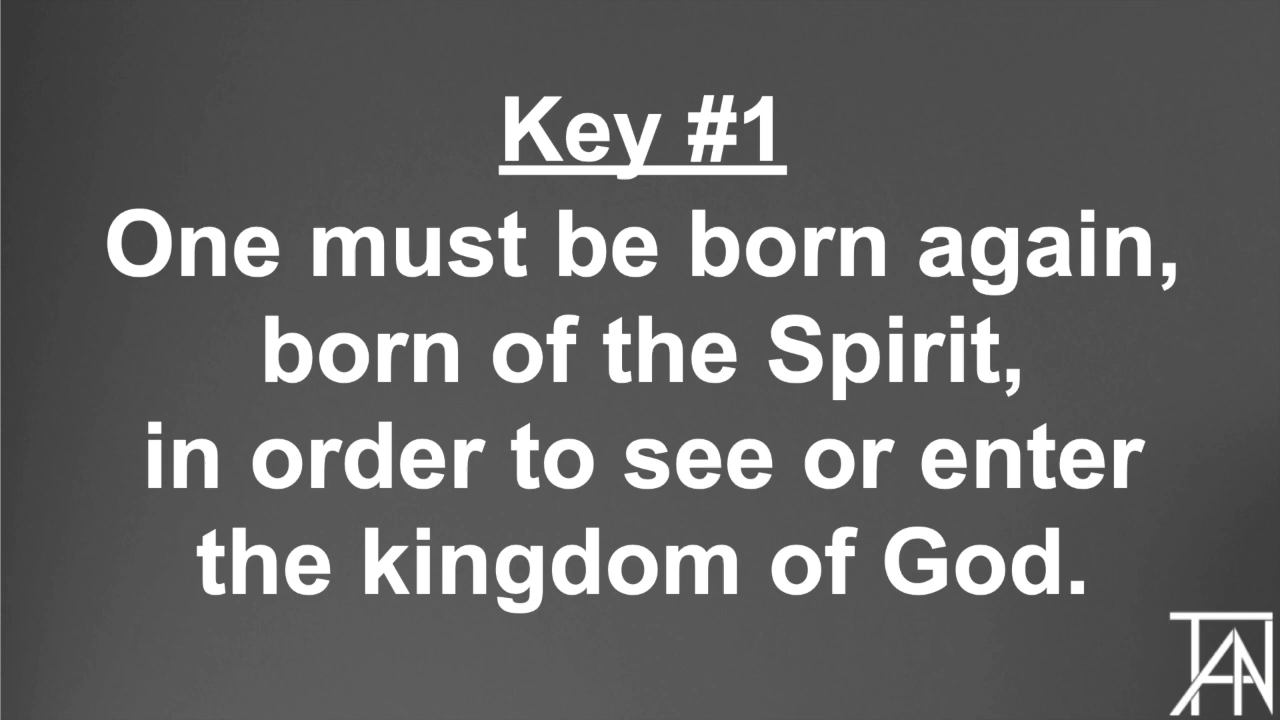 Key #1
One must be born again,
born of the Spirit,
in order to see or enter
the kingdom of God.